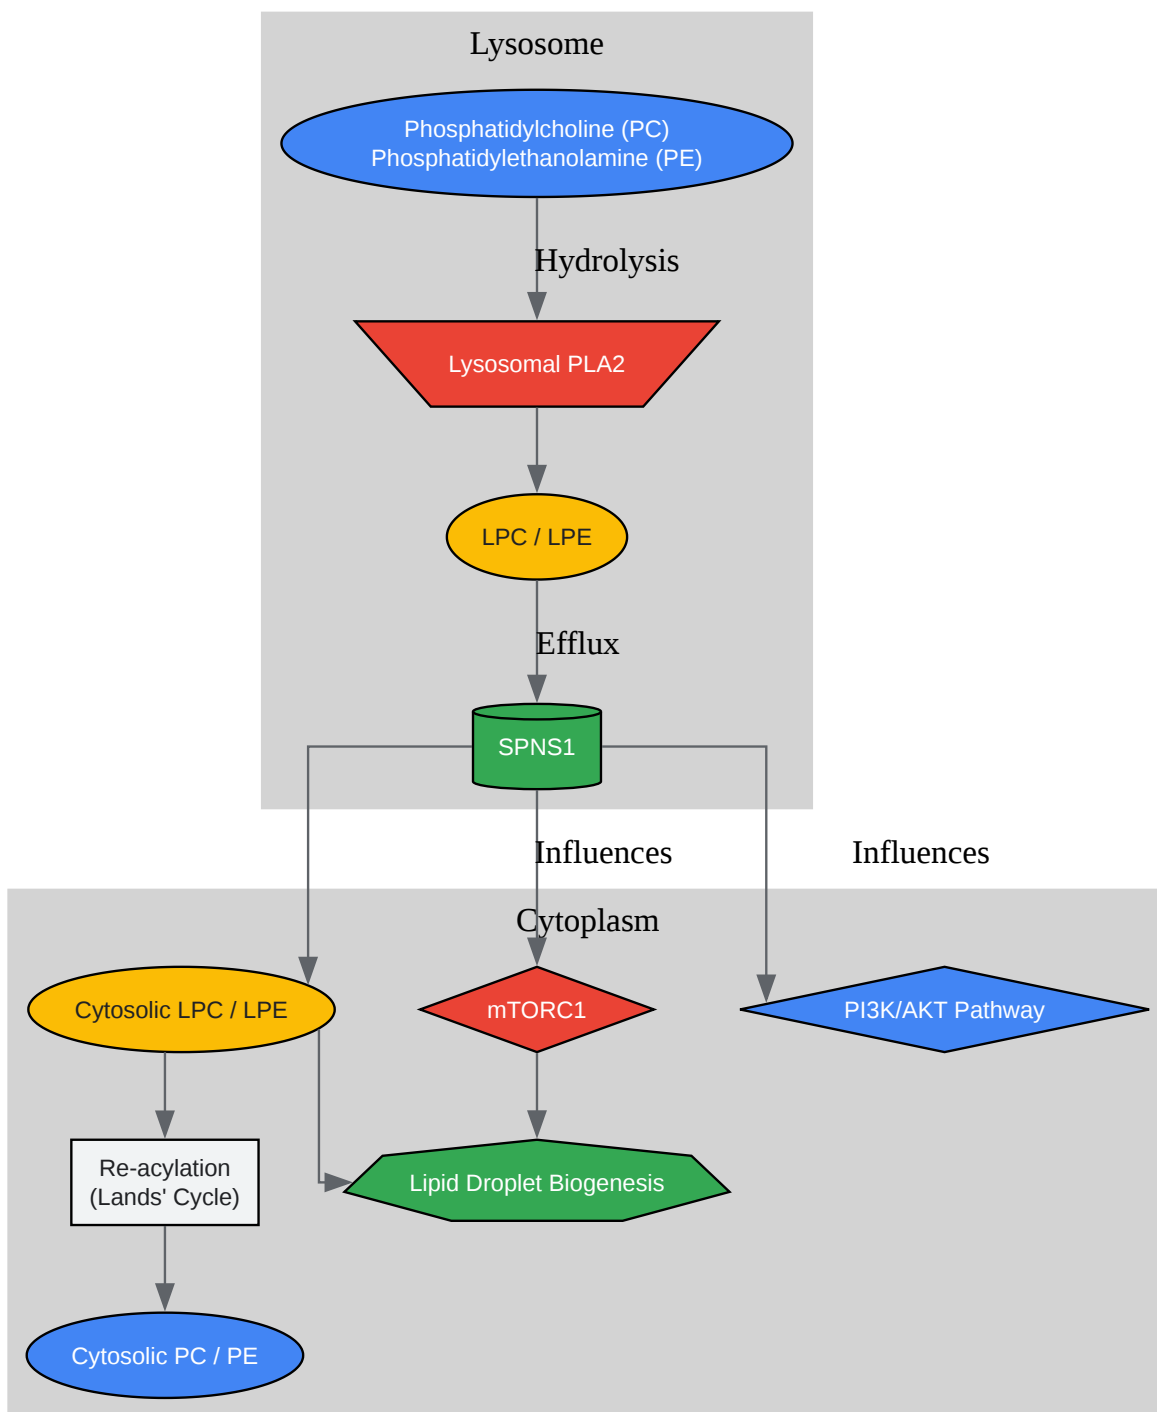 Lysosome
Phosphatidylcholine (PC)
Phosphatidylethanolamine (PE)
Hydrolysis
Lysosomal PLA2
LPC / LPE
Efflux
SPNS1
Influences
Influences
Cytoplasm
Cytosolic LPC / LPE
mTORC1
PI3K/AKT Pathway
Re-acylation
(Lands' Cycle)
Lipid Droplet Biogenesis
Cytosolic PC / PE